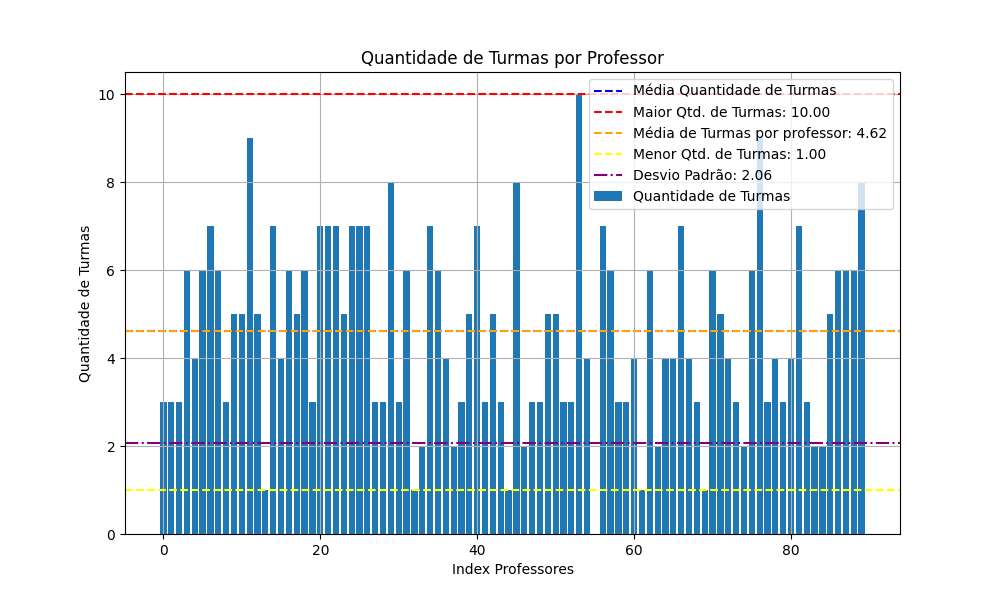 Quantidade de Turmas por Professor
Quantidade de Turmas
10
8
6
4
2
0
Média Quantidade de Turmas
Maior Qtd. de Turmas: 10.00
Média de Turmas por professor: 4.62
Menor Qtd. de Turmas: 1.00
Desvio Padrão: 2.06
Quantidade de Turmas
0 20 40 60 80
Index Professores